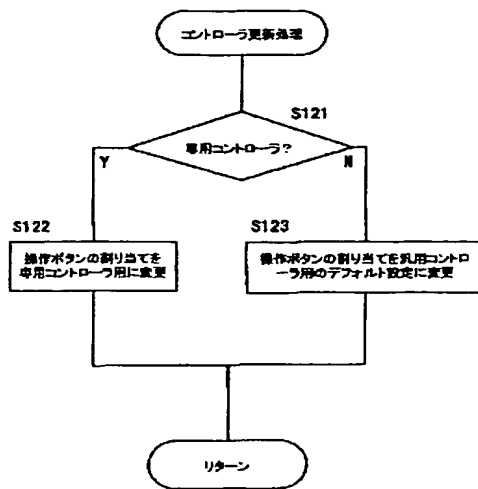 コントローラ更新処理
S121
専用コントローラ?
Y
N
S122
操作ボタンの割り当てを
専用コントローラ用に変更
S123
操作ボタンの割り当てを汎用コントロ
ーラ用のデフォルト設定に変更
リターン